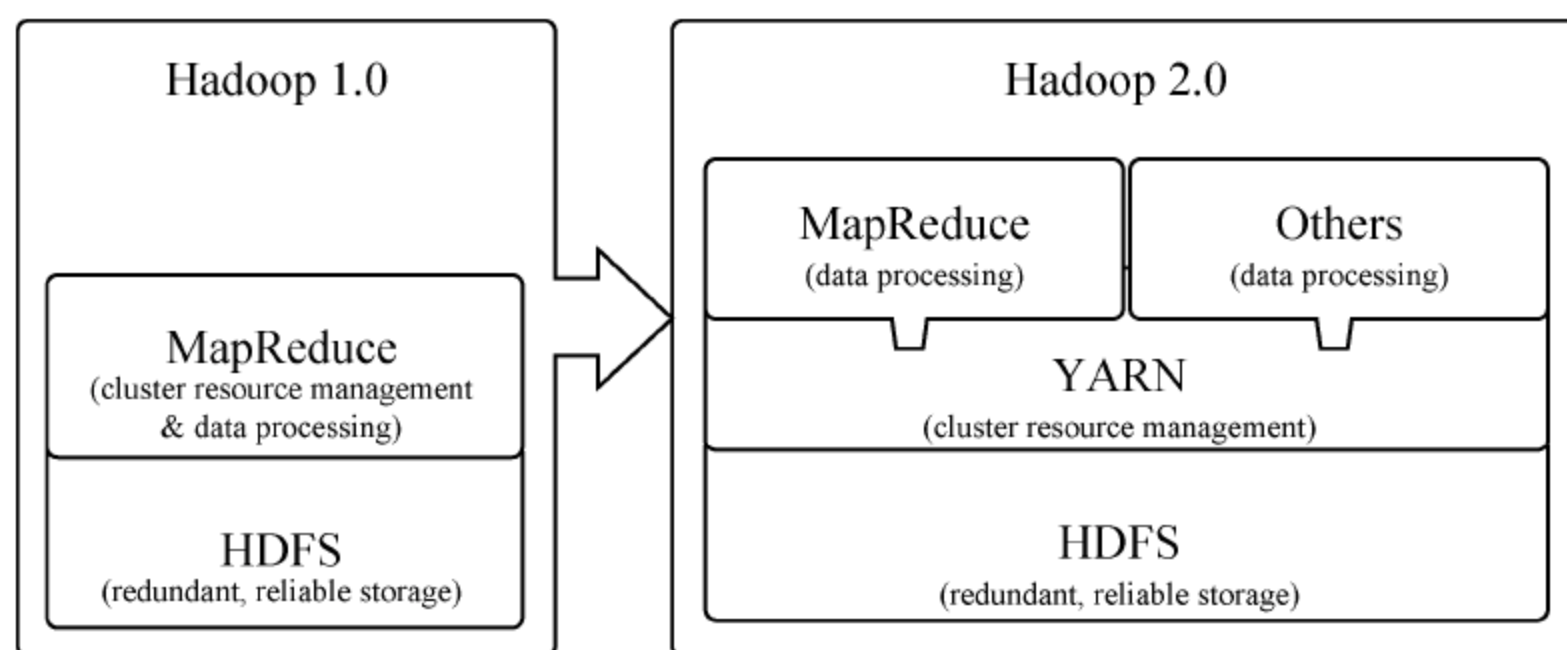 Hadoop 1.0
MapReduce
(cluster resource management
& data processing)
HDFS
(redundant, reliable storage)
Hadoop 2.0
MapReduce
(data processing)
Others
(data processing)
YARN
(cluster resource management)
HDFS
(redundant, reliable storage)